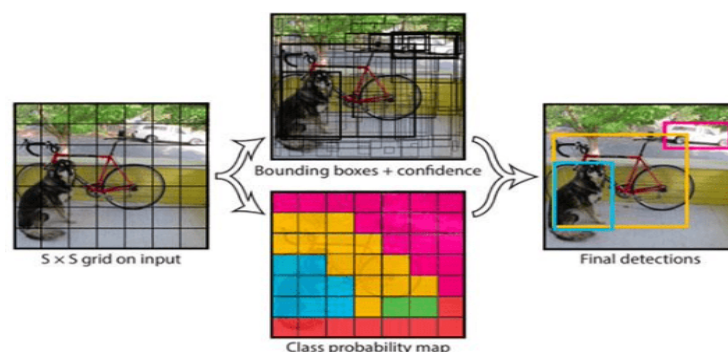 Bounding boxes + confidence
S × S grid on input
Final detections
Class probability map